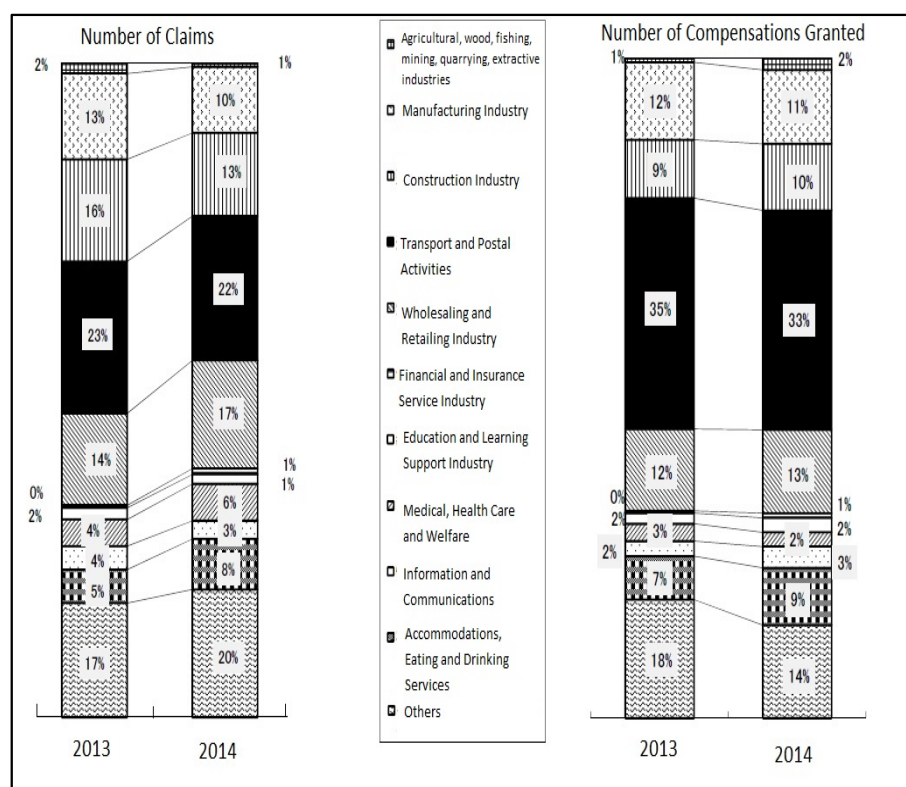 Number of Claims
2%
1%
13%
10%
16%
13%
23%
22%
14%
17%
0%
1%
2%
1%
4%
6%
4%
3%
5%
8%
17%
20%
2013
2014
Agricultural, wood, fishing,
mining, quarrying, extractive
industries
Manufacturing Industry
Construction Industry
Transport and Postal
Activities
Wholesaling and
Retailing Industry
Financial and Insurance
Service Industry
Education and Learning
Support Industry
Medical, Health Care
and Welfare
Information and
Communications
Accommodations,
Eating and Drinking
Services
Others
Number of Compensations Granted
1%
2%
12%
11%
9%
10%
35%
33%
12%
13%
0%
1%
2%
2%
3%
2%
2%
3%
7%
9%
18%
14%
2013
2014